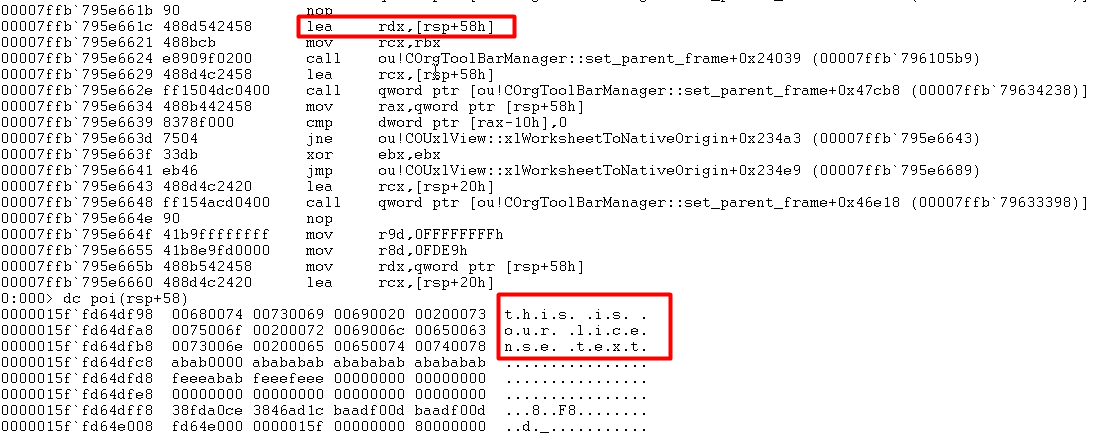 00007ffb`795e661b 90 nop
00007ffb`795e661c 488d542458 lea rdx,[rsp+58h]
00007ffb`795e6621 488bcb mov rcx,rbx
00007ffb`795e6624 e8909f0200 call ou!COrgToolBarManager::set_parent_frame+0x24039 (00007ffb`796105b9)
00007ffb`795e6629 488d4c2458 lea rcx,[rsp+58h]
00007ffb`795e662e ff1504dc0400 call qword ptr [ou!COrgToolBarManager::set_parent_frame+0x47cb8 (00007ffb`79634238)]
00007ffb`795e6634 488b442458 mov rax,qword ptr [rsp+58h]
00007ffb`795e6639 8378f000 cmp dword ptr [rax-10h],0
00007ffb`795e663d 7504 jne ou!COUxlView::xlWorksheetToNativeOrigin+0x234a3 (00007ffb`795e6643)
00007ffb`795e663f 33db xor ebx,ebx
00007ffb`795e6641 eb46 jmp ou!COUxlView::xlWorksheetToNativeOrigin+0x234e9 (00007ffb`795e6689)
00007ffb`795e6643 488d4c2420 lea rcx,[rsp+20h]
00007ffb`795e6648 ff154acd0400 call qword ptr [ou!COrgToolBarManager::set_parent_frame+0x46e18 (00007ffb`79633398)]
00007ffb`795e664e 90 nop
00007ffb`795e664f 41b9ffffffff mov r9d,0FFFFFFFFh
00007ffb`795e6655 41b8e9fd0000 mov r8d,0FDE9h
00007ffb`795e665b 488b542458 mov rdx,qword ptr [rsp+58h]
00007ffb`795e6660 488d4c2420 lea rcx,[rsp+20h]
0:000> dc poi(rsp+58)
0000015f`fd64df98 00680074 00730069 00690020 00200073 t.h.i.s. .i.s. .
0000015f`fd64dfa8 0075006f 00200072 0069006c 00650063 o.u.r. .l.i.c.e.
0000015f`fd64dfb8 0073006e 00200065 00650074 00740078 n.s.e. .t.e.x.t.
0000015f`fd64dfc8 abab0000 abababab abababab abababab ................
0000015f`fd64dfd8 feeeabab feeefeee 00000000 00000000 ................
0000015f`fd64dfe8 00000000 00000000 00000000 00000000 ................
0000015f`fd64dff8 38fda0ce 3846ad1c baadf00d baadf00d ...8..F8........
0000015f`fd64e008 fd64e000 0000015f 00000000 80000000 ..d._...........